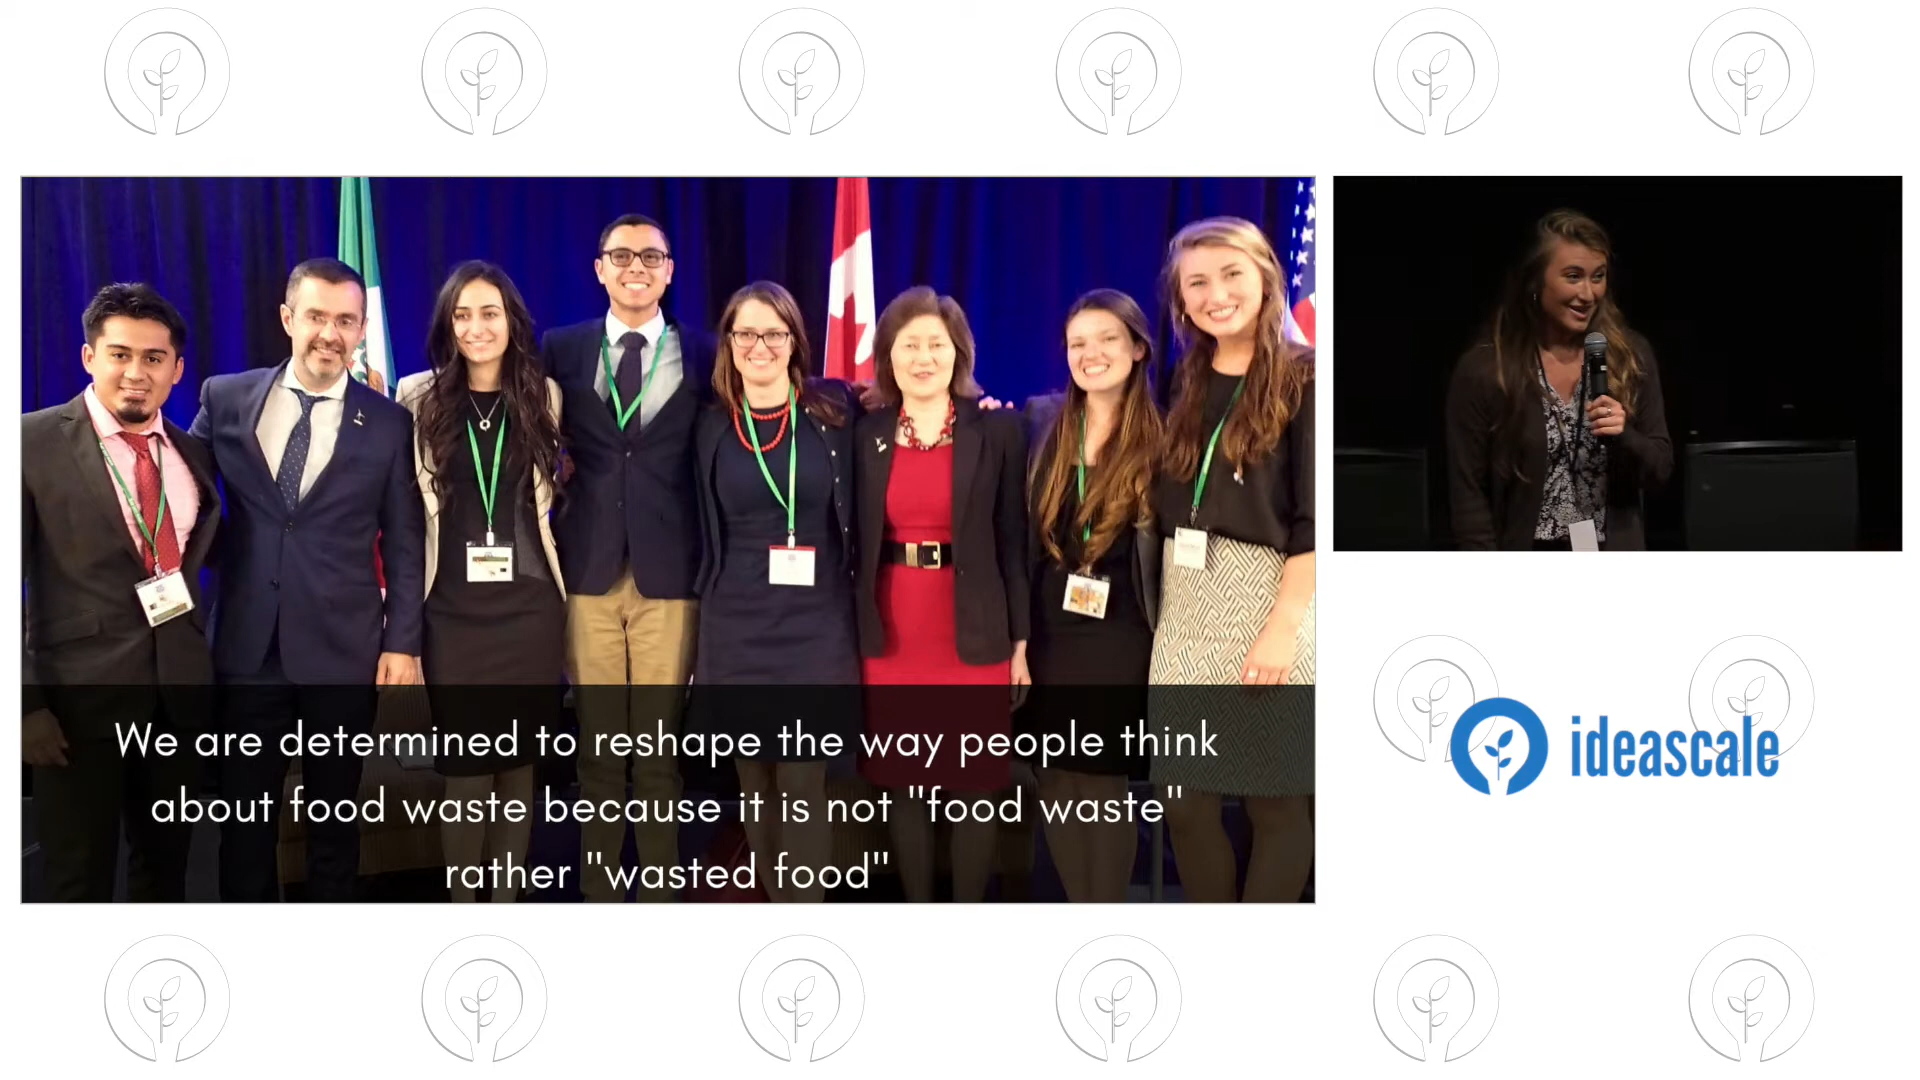 We are determined to reshape the way people think
about food waste because it is not "food waste"
rather "wasted food"
ideascale